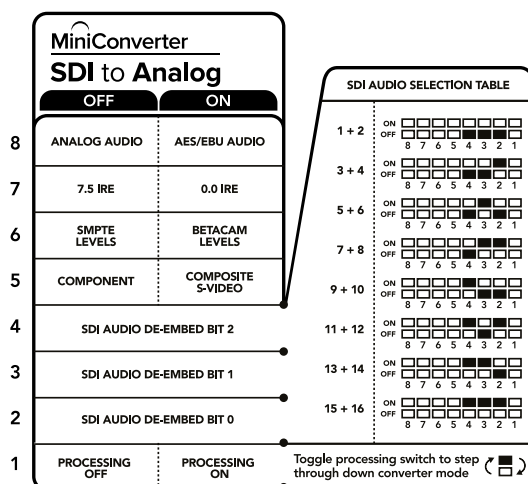 MiniConverter
SDI to Analog
OFF ON
8 ANALOG AUDIO AES/EBU AUDIO
7 7.5 IRE 0.0 IRE
6 SMPTE LEVELS BETACAM LEVELS
5 COMPONENT COMPOSITE S-VIDEO
4 SDI AUDIO DE-EMBED BIT 2
3 SDI AUDIO DE-EMBED BIT 1
2 SDI AUDIO DE-EMBED BIT 0
1 PROCESSING OFF PROCESSING ON
SDI AUDIO SELECTION TABLE
1 + 2 ON
OFF
8 7 6 5 4 3 2 1
3 + 4 ON
OFF
8 7 6 5 4 3 2 1
5 + 6 ON
OFF
8 7 6 5 4 3 2 1
7 + 8 ON
OFF
8 7 6 5 4 3 2 1
9 + 10 ON
OFF
8 7 6 5 4 3 2 1
11 + 12 ON
OFF
8 7 6 5 4 3 2 1
13 + 14 ON
OFF
8 7 6 5 4 3 2 1
15 + 16 ON
OFF
8 7 6 5 4 3 2 1
Toggle processing switch to step
through down converter mode